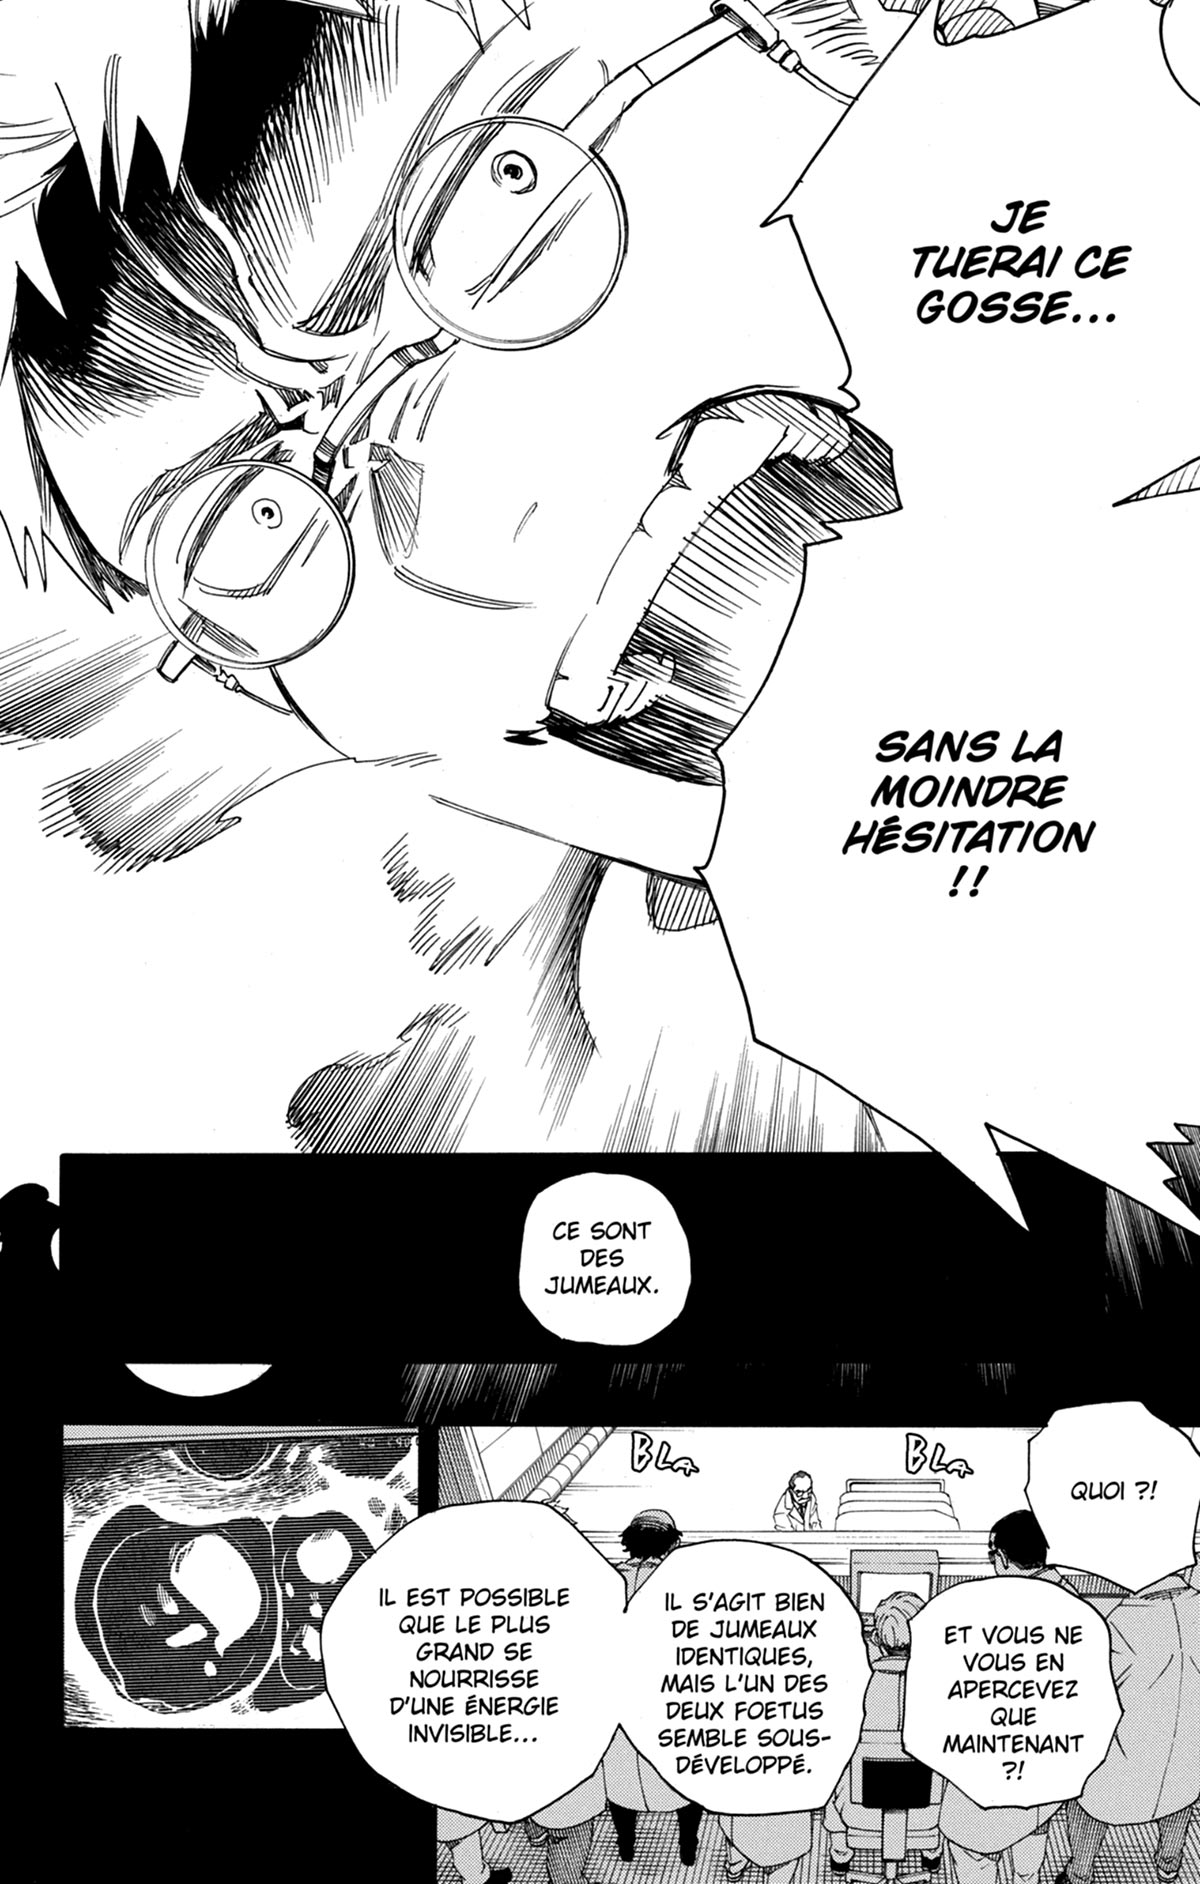 JE
TUERAI CE
GOSSE...
SANS LA
MOINDRE
HÉSITATION
!!
CE SONT
DES
JUMEAUX.
QUOI ?!
BLA
BLA
ET VOUS NE
VOUS EN
APERCEVEZ
QUE
MAINTENANT
?!
IL S'AGIT BIEN
DE JUMEAUX
IDENTIQUES,
MAIS L'UN DES
DEUX FOETUS
SEMBLE SOUS-
DÉVELOPPÉ.
IL EST POSSIBLE
QUE LE PLUS
GRAND SE
NOURRISSE
D'UNE ÉNERGIE
INVISIBLE...